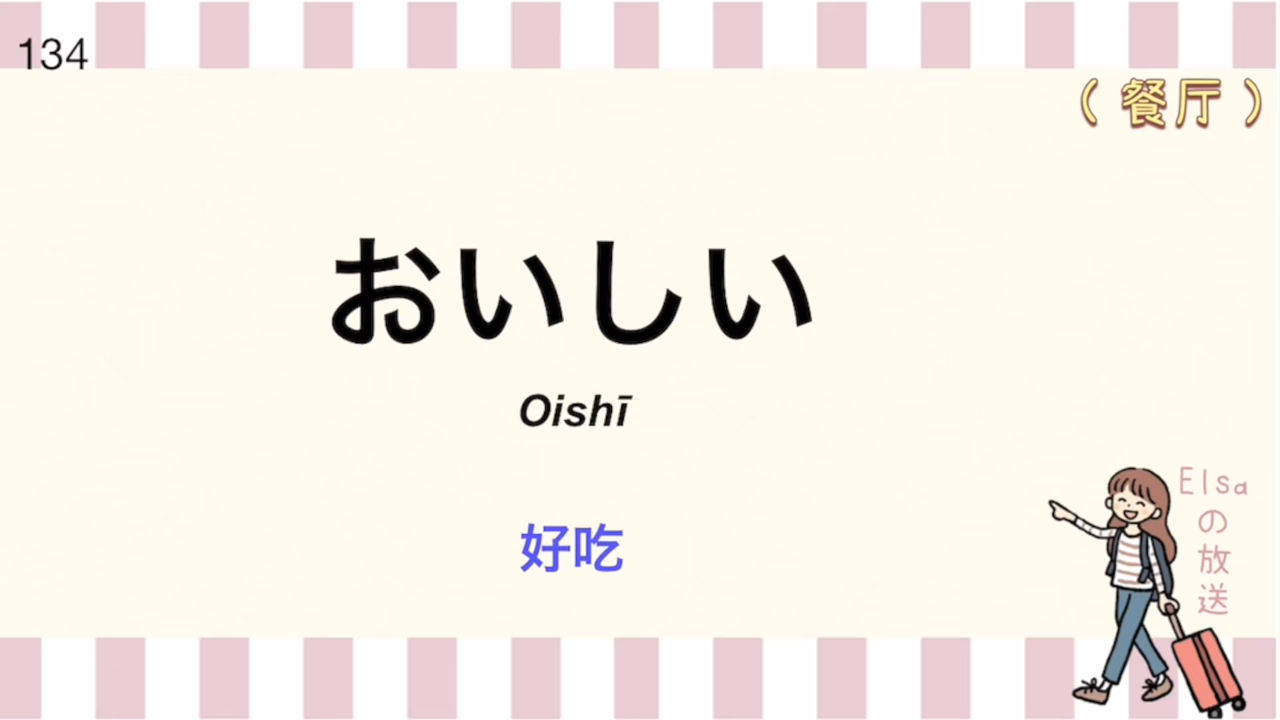 134
（餐厅）
おいしい
Oishī
好吃
Elsa
の
放
送